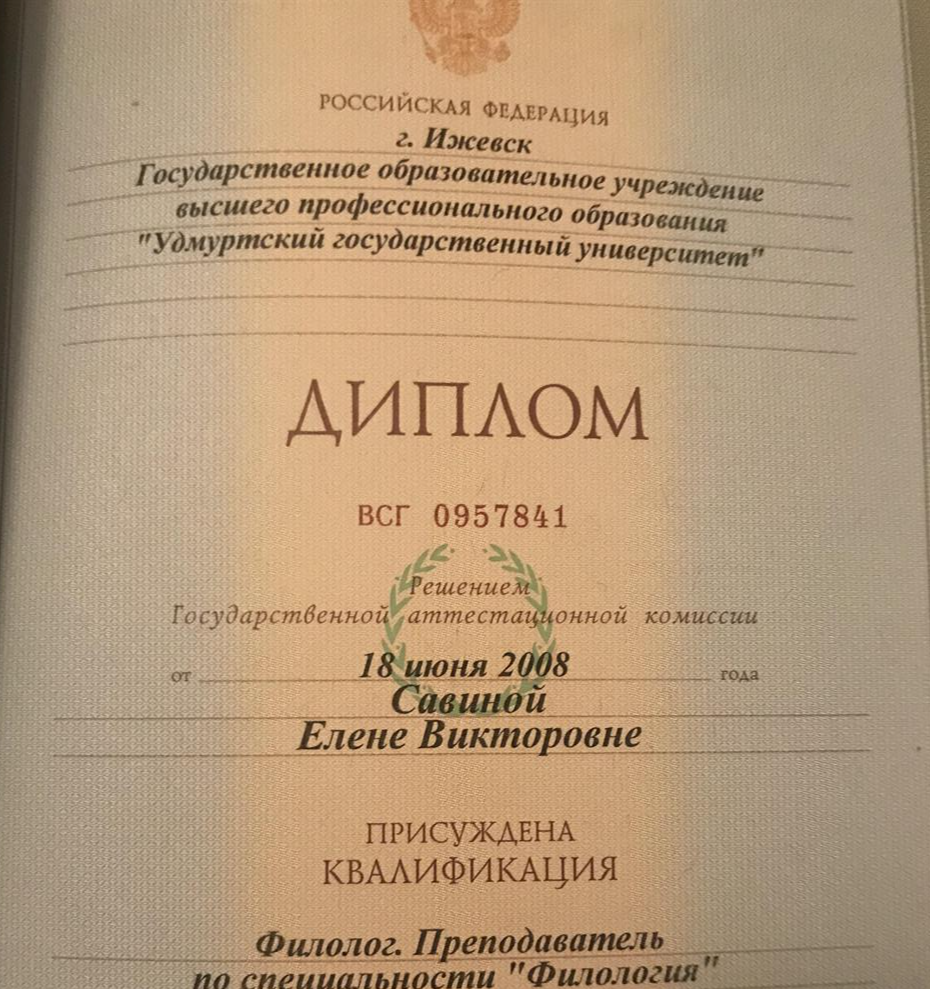 РОССИЙСКАЯ ФЕДЕРАЦИЯ
г. Ижевск
Государственное образовательное учреждение
высшего профессионального образования
"Удмуртский государственный университет"
ДИПЛОМ
ВСГ 0957841
Решением
Государственной аттестационной комиссии
от 18 июня 2008 года
Савиной
Елене Викторовне
ПРИСУЖДЕНА
КВАЛИФИКАЦИЯ
Филолог. Преподаватель
по специальности "Филология"